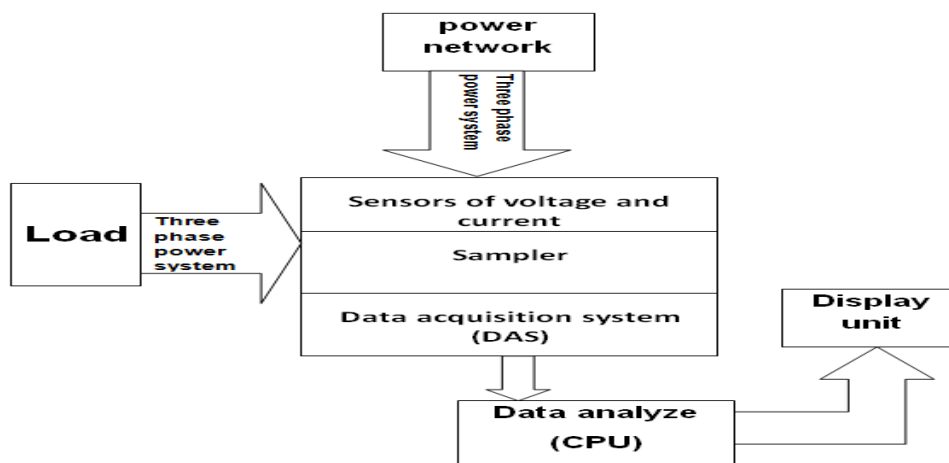 power
network
Three phase
power system
Load
Three
phase
power
system
Sensors of voltage and
current
Sampler
Data acquisition system
(DAS)
Display
unit
Data analyze
(CPU)